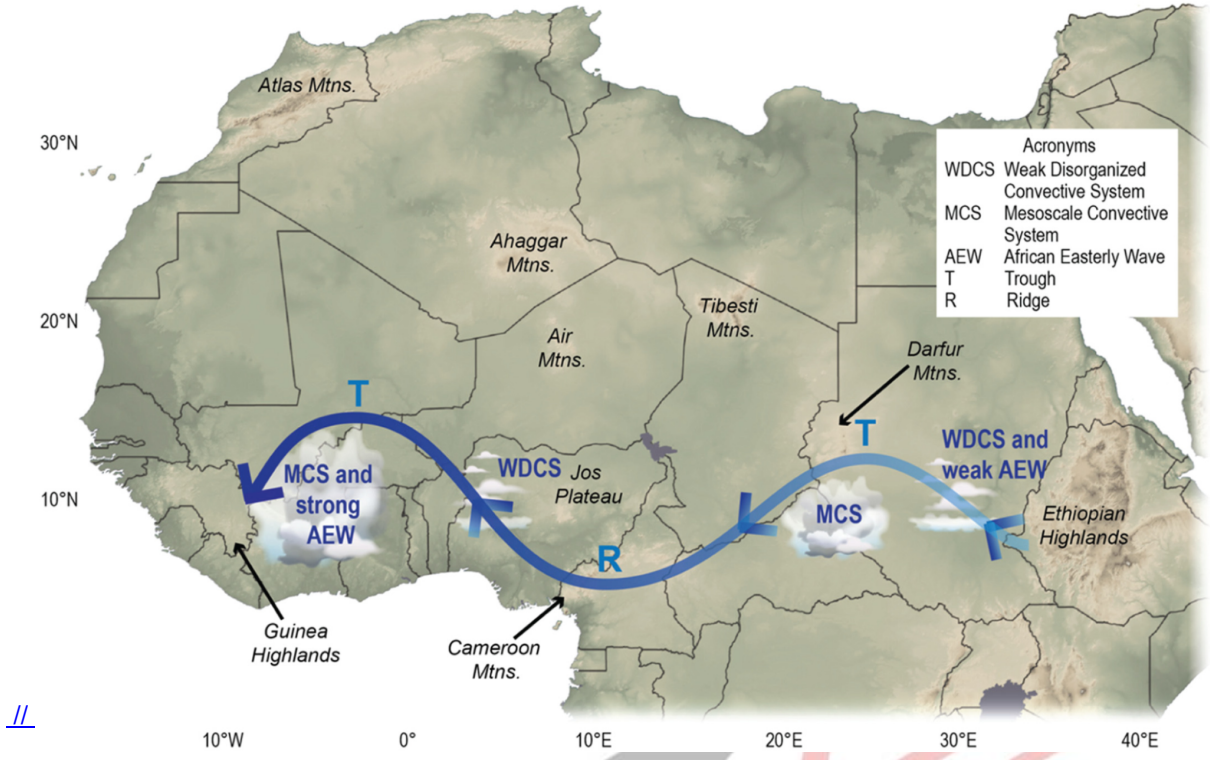 Atlas Mtns.
30°N
Acronyms
WDCS Weak Disorganized
Convective System
MCS Mesoscale Convective
System
AEW African Easterly Wave
T Trough
R Ridge
Ahaggar
Mtns.
20°N
Tibesti
Mtns.
Air
Mtns.
Darfur
Mtns.
T
T
WDCS and
weak AEW
WDCS
Jos
Plateau
MCS and
strong
AEW
10°N
MCS
Ethiopian
Highlands
R
Guinea
Highlands
Cameroon
Mtns.
//
10°W
0°
10°E
20°E
30°E
40°E